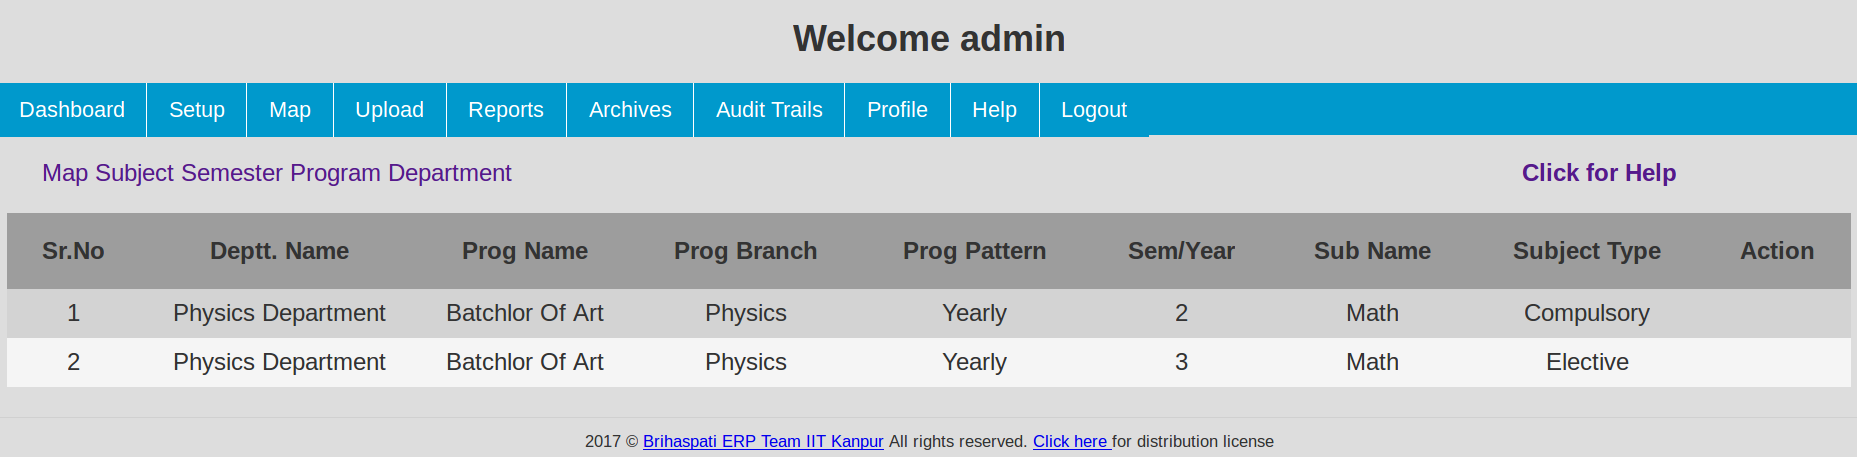 Welcome admin
Dashboard Setup Map Upload Reports Archives Audit Trails Profile Help Logout
Map Subject Semester Program Department Click for Help
Sr.No Deptt. Name Prog Name Prog Branch Prog Pattern Sem/Year Sub Name Subject Type Action
1 Physics Department Batchlor Of Art Physics Yearly 2 Math Compulsory
2 Physics Department Batchlor Of Art Physics Yearly 3 Math Elective
2017 © Brihaspati ERP Team IIT Kanpur All rights reserved. Click here for distribution license